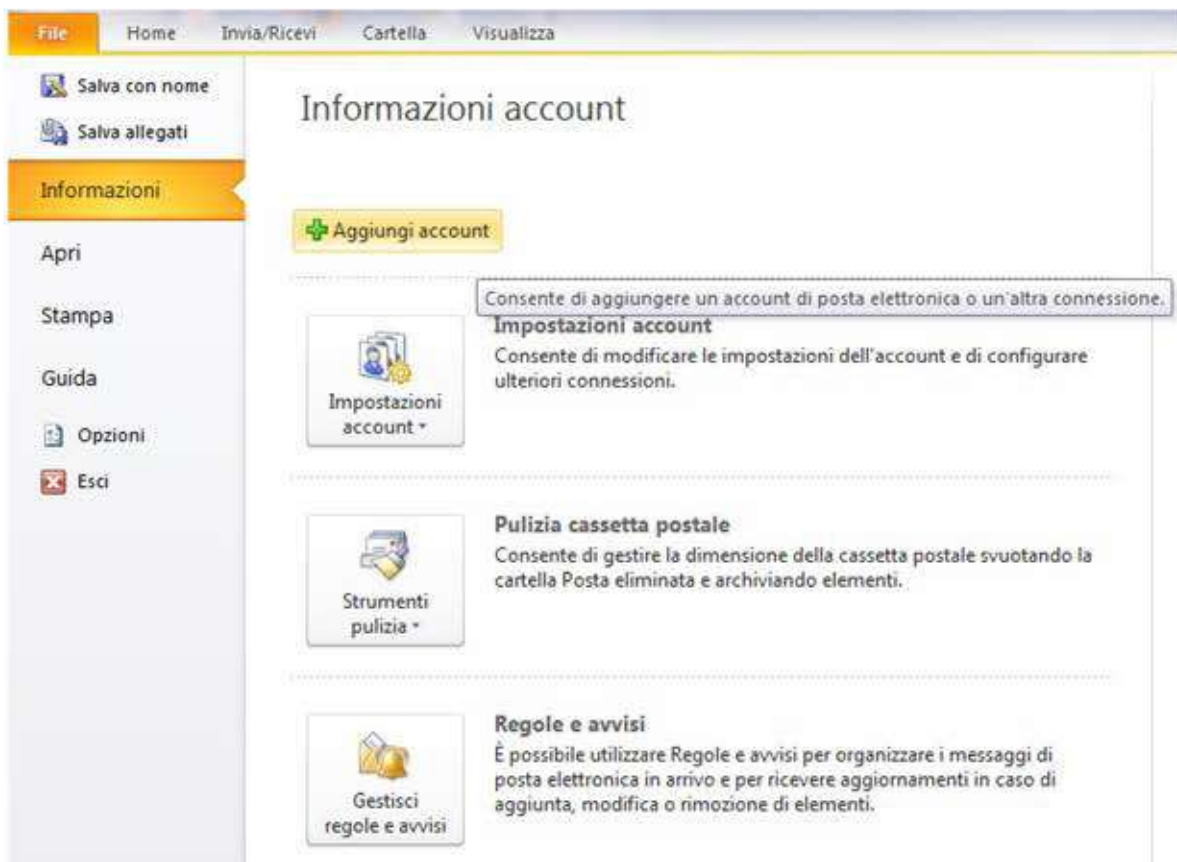 File Home Invia/Ricevi Cartella Visualizza
Salva con nome
Salva allegati
Informazioni
Apri
Stampa
Guida
Opzioni
Esci
Informazioni account
Aggiungi account
Consente di aggiungere un account di posta elettronica o un'altra connessione.
Impostazioni
account
Impostazioni account
Consente di modificare le impostazioni dell'account e di configurare
ulteriori connessioni.
Strumenti
pulizia
Pulizia cassetta postale
Consente di gestire la dimensione della cassetta postale svuotando la
cartella Posta eliminata e archiviando elementi.
Gestisci
regole e avvisi
Regole e avvisi
È possibile utilizzare Regole e avvisi per organizzare i messaggi di
posta elettronica in arrivo e per ricevere aggiornamenti in caso di
aggiunta, modifica o rimozione di elementi.